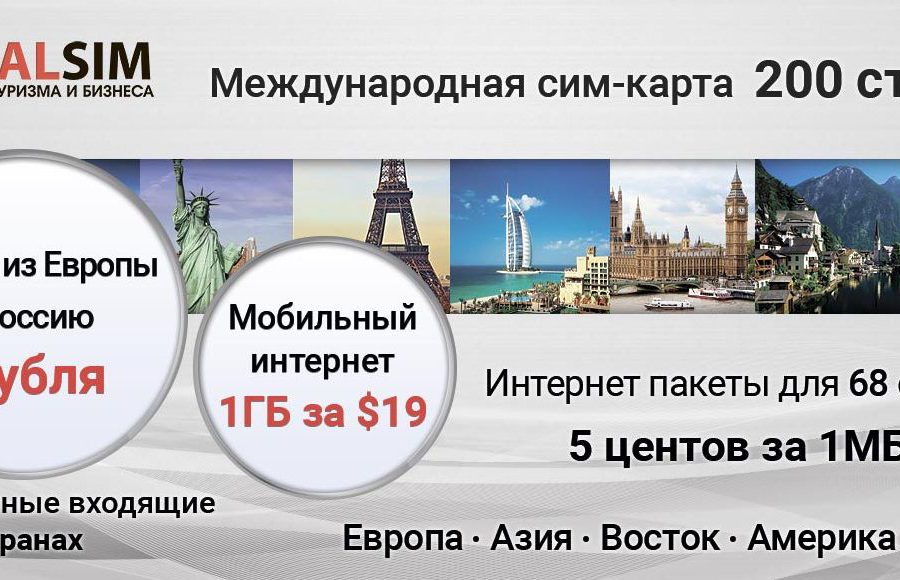 ALSIM
УРИЗМА И БИЗНЕСА
Международная сим-карта 200 ст
из Европы
оссию
убля
Мобильный
интернет
1ГБ за $19
Интернет пакеты для 68
5 центов за 1МБ
ные входящие
ранах
Европа · Азия · Восток · Америка